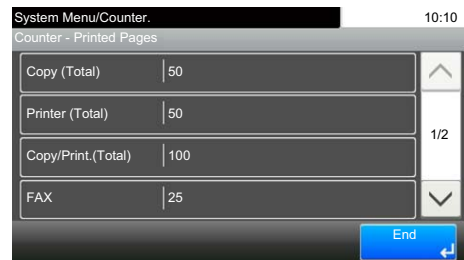 System Menu/Counter. 10:10
Counter - Printed Pages
Copy (Total) 50
Printer (Total) 50
1/2
Copy/Print.(Total) 100
FAX 25
End